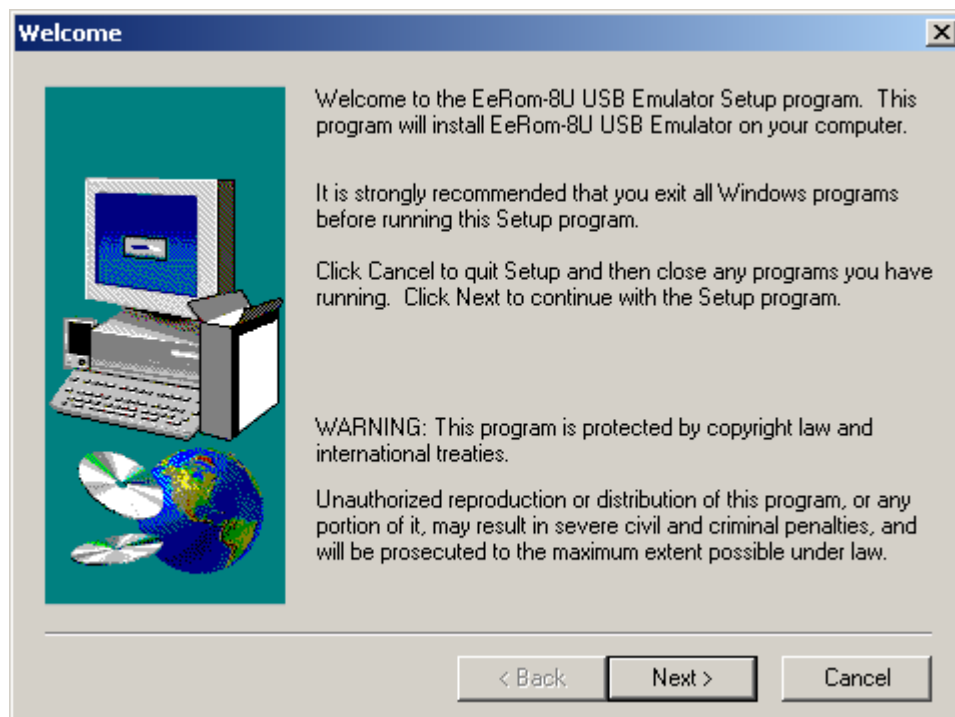 Welcome
Welcome to the EeRom-8U USB Emulator Setup program.  This
program will install EeRom-8U USB Emulator on your computer.
It is strongly recommended that you exit all Windows programs
before running this Setup program.
Click Cancel to quit Setup and then close any programs you have
running.  Click Next to continue with the Setup program.
WARNING: This program is protected by copyright law and
international treaties.
Unauthorized reproduction or distribution of this program, or any
portion of it, may result in severe civil and criminal penalties, and
will be prosecuted to the maximum extent possible under law.
< Back
Next >
Cancel